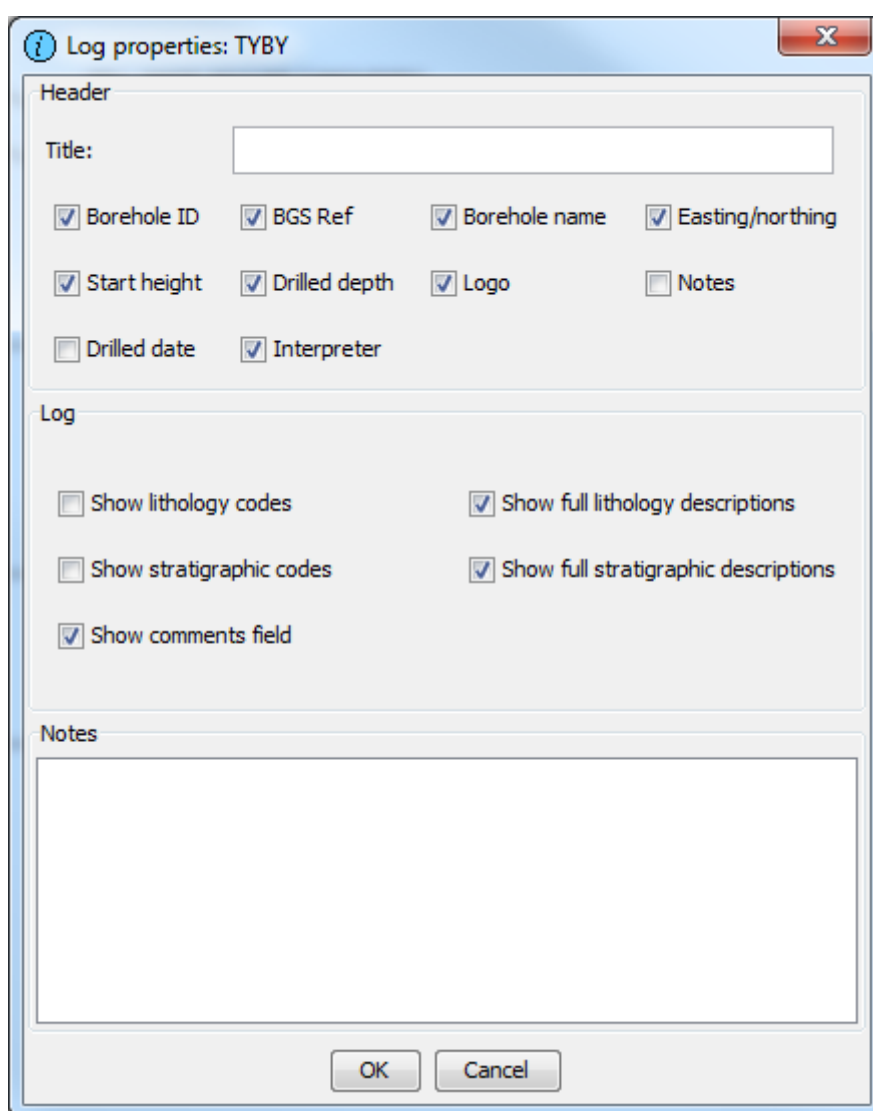 Log properties: TYBY
Header
Title:
Borehole ID BGS Ref Borehole name Easting/northing
Start height Drilled depth Logo Notes
Drilled date Interpreter
Log
Show lithology codes Show full lithology descriptions
Show stratigraphic codes Show full stratigraphic descriptions
Show comments field
Notes
OK Cancel